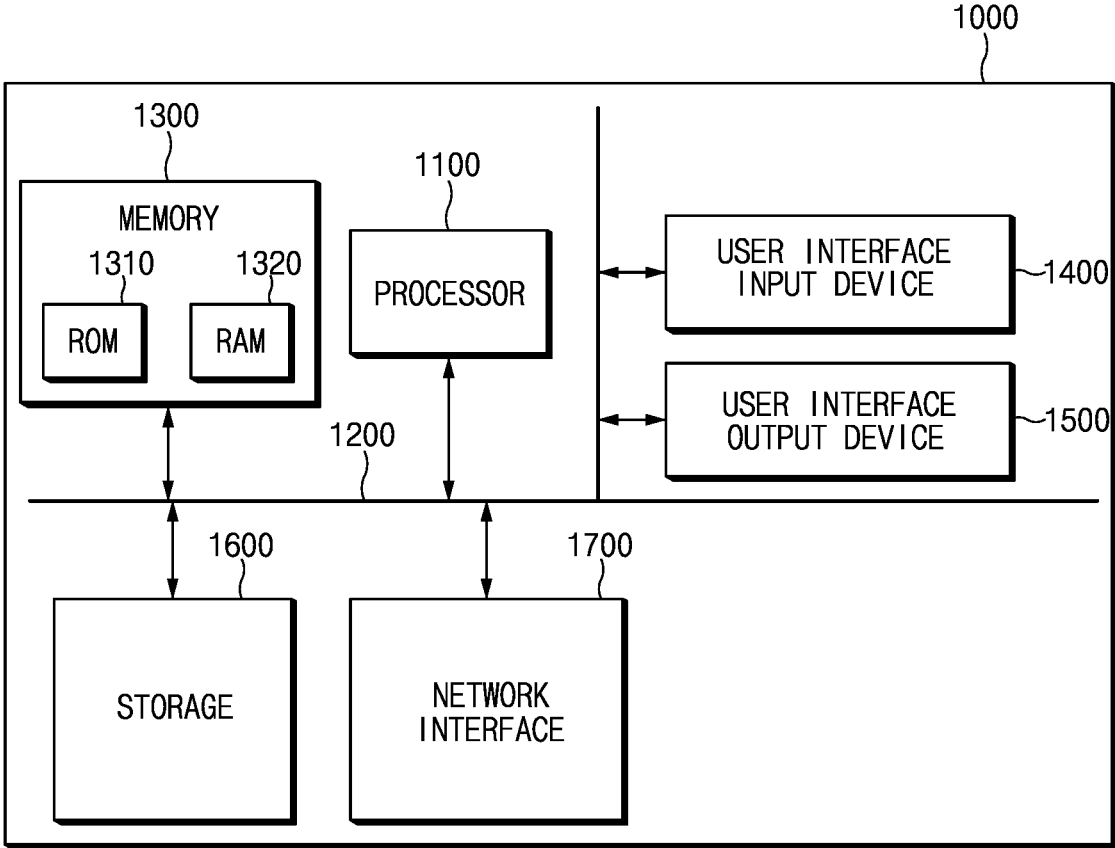 1000
1300
MEMORY
1310
1320
ROM
RAM
1100
PROCESSOR
USER INTERFACE
INPUT DEVICE
1400
USER INTERFACE
OUTPUT DEVICE
1500
1200
1600
STORAGE
1700
NETWORK
INTERFACE